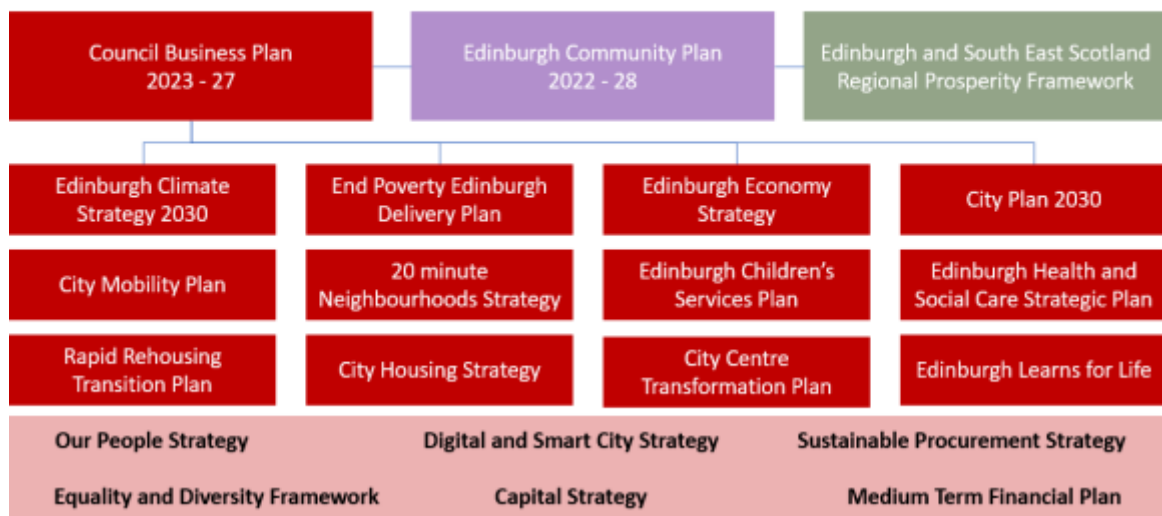 Council Business Plan
2023 - 27
Edinburgh Community Plan
2022 - 28
Edinburgh and South East Scotland
Regional Prosperity Framework
Edinburgh Climate
Strategy 2030
End Poverty Edinburgh
Delivery Plan
Edinburgh Economy
Strategy
City Plan 2030
City Mobility Plan
20 minute
Neighbourhoods Strategy
Edinburgh Children's
Services Plan
Edinburgh Health and
Social Care Strategic Plan
Rapid Rehousing
Transition Plan
City Housing Strategy
City Centre
Transformation Plan
Edinburgh Learns for Life
Our People Strategy
Digital and Smart City Strategy
Sustainable Procurement Strategy
Equality and Diversity Framework
Capital Strategy
Medium Term Financial Plan